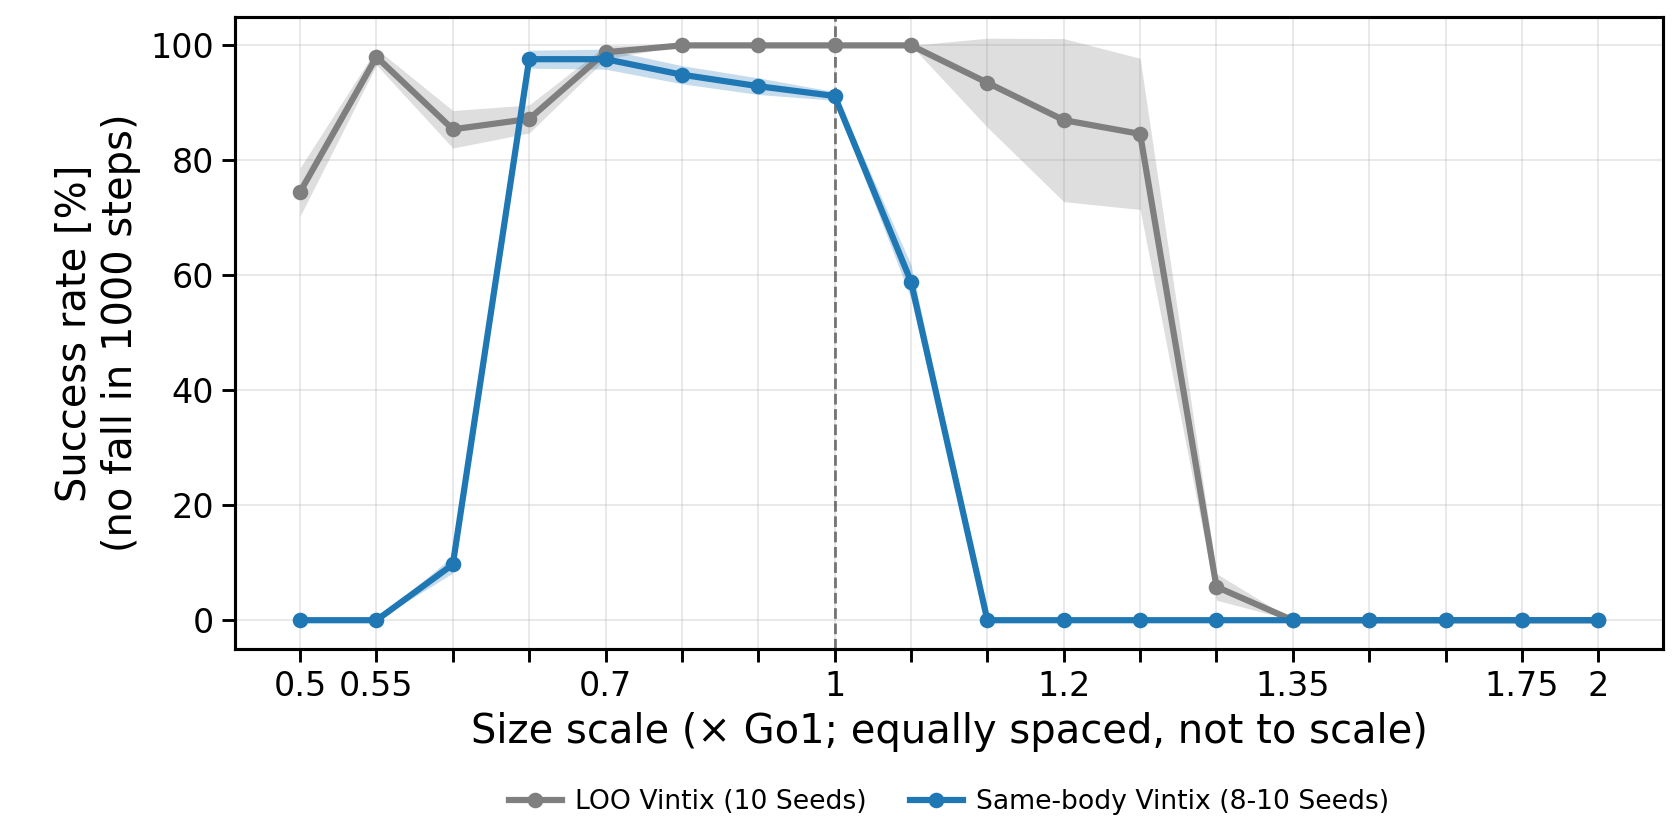 Success rate [%]
(no fall in 1000 steps)
100
80
60
40
20
0
0.5 0.55 0.7 1 1.2 1.35 1.75 2
Size scale (× Go1; equally spaced, not to scale)
LOO Vintix (10 Seeds) Same-body Vintix (8-10 Seeds)